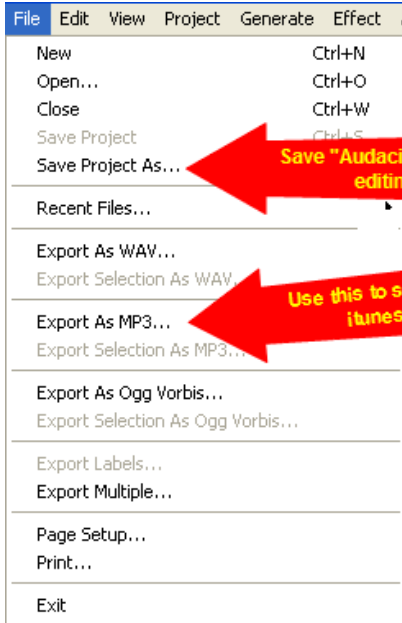 File Edit View Project Generate Effect
New Ctrl+N
Open... Ctrl+O
Close Ctrl+W
Save Project Ctrl+S
Save Project As...
Save "Audaci
editin
Recent Files...
Export As WAV...
Export Selection As WAV
Use this to s
itunes
Export As MP3...
Export Selection As MP3...
Export As Ogg Vorbis...
Export Selection As Ogg Vorbis...
Export Labels...
Export Multiple...
Page Setup...
Print...
Exit